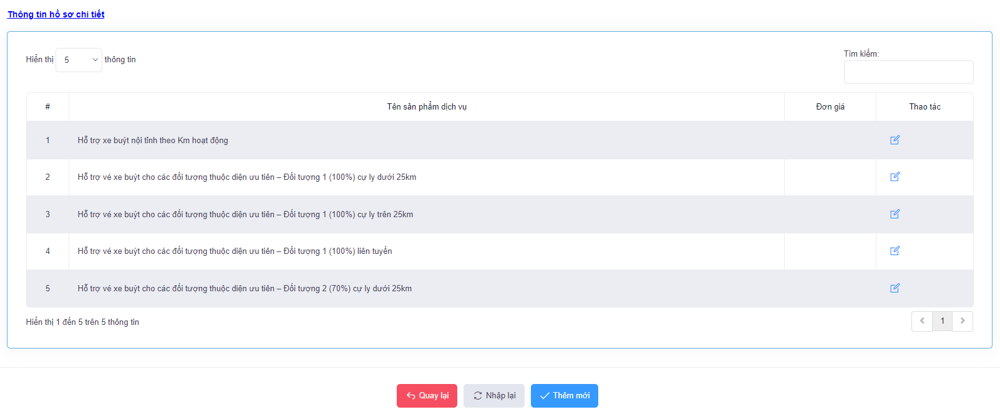 Thông tin hồ sơ chi tiết
Hiển thị 5 thông tin
Tìm kiếm:
# Tên sản phẩm dịch vụ Đơn giá Thao tác
1 Hỗ trợ xe buýt nội tỉnh theo Km hoạt động
2 Hỗ trợ vé xe buýt cho các đối tượng thuộc diện ưu tiên – Đối tượng 1 (100%) cự ly dưới 25km
3 Hỗ trợ vé xe buýt cho các đối tượng thuộc diện ưu tiên – Đối tượng 1 (100%) cự ly trên 25km
4 Hỗ trợ vé xe buýt cho các đối tượng thuộc diện ưu tiên – Đối tượng 1 (100%) liên tuyến
5 Hỗ trợ vé xe buýt cho các đối tượng thuộc diện ưu tiên – Đối tượng 2 (70%) cự ly dưới 25km
Hiển thị 1 đến 5 trên 5 thông tin
1
Quay lại Nhập lại Thêm mới